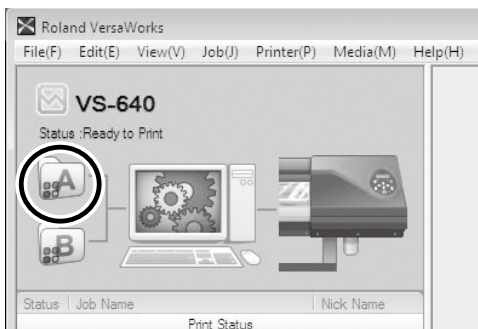 Roland VersaWorks
File(F) Edit(E) View(V) Job(J) Printer(P) Media(M) Help(H)
VS-640
Status :Ready to Print
A
B
Status Job Name Nick Name
Print Status